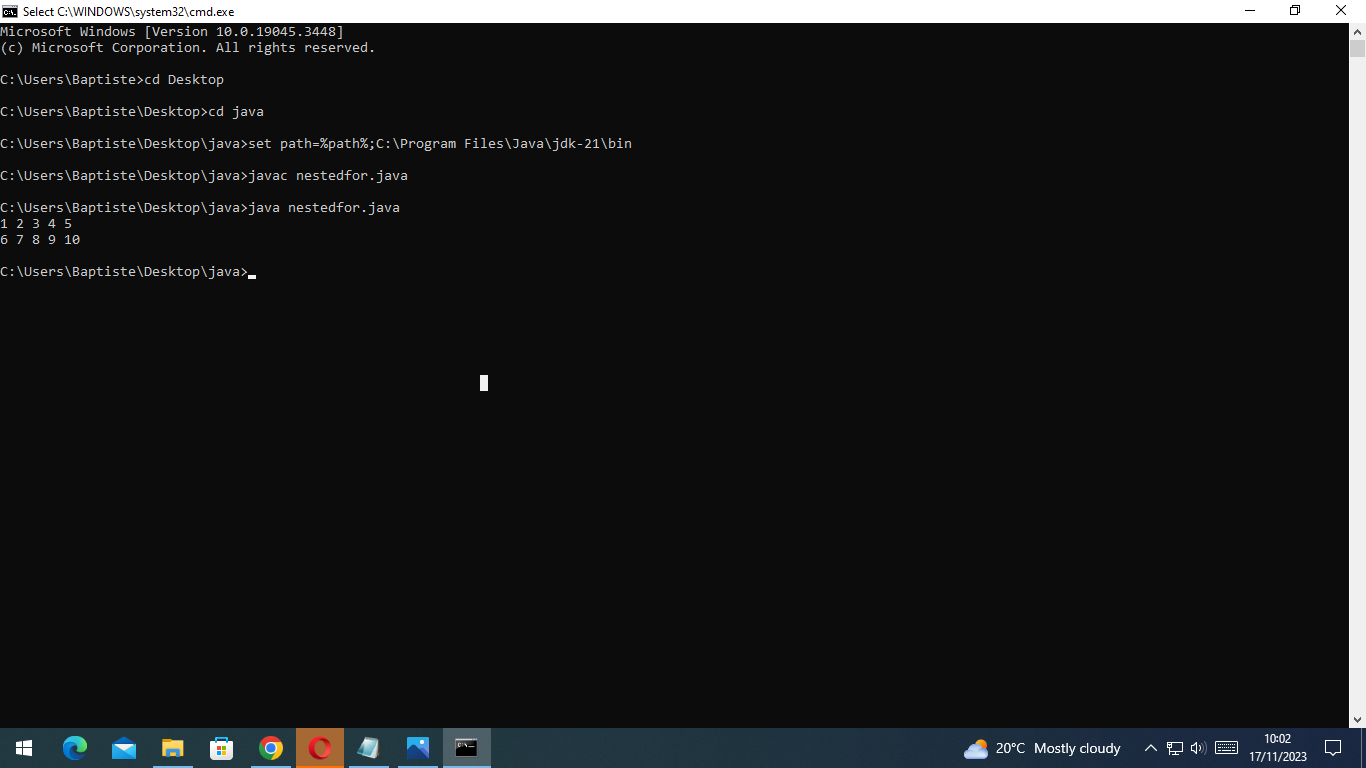 Select C:\WINDOWS\system32\cmd.exe
Microsoft Windows [Version 10.0.19045.3448]
(c) Microsoft Corporation. All rights reserved.
C:\Users\Baptiste>cd Desktop
C:\Users\Baptiste\Desktop>cd java
C:\Users\Baptiste\Desktop\java>set path=%path%;C:\Program Files\Java\jdk-21\bin
C:\Users\Baptiste\Desktop\java>javac nestedfor.java
C:\Users\Baptiste\Desktop\java>java nestedfor.java
1 2 3 4 5
6 7 8 9 10
C:\Users\Baptiste\Desktop\java>
20°C Mostly cloudy
10:02
17/11/2023